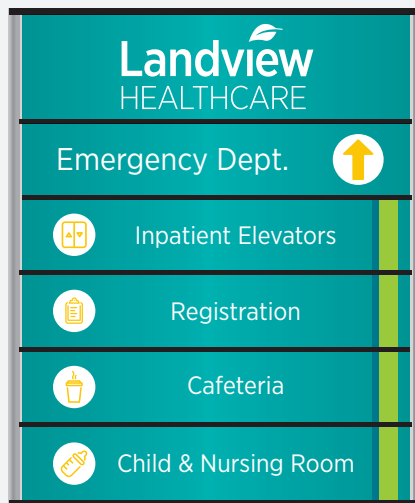 Landview
HEALTHCARE
Emergency Dept.
Inpatient Elevators
Registration
Cafeteria
Child & Nursing Room